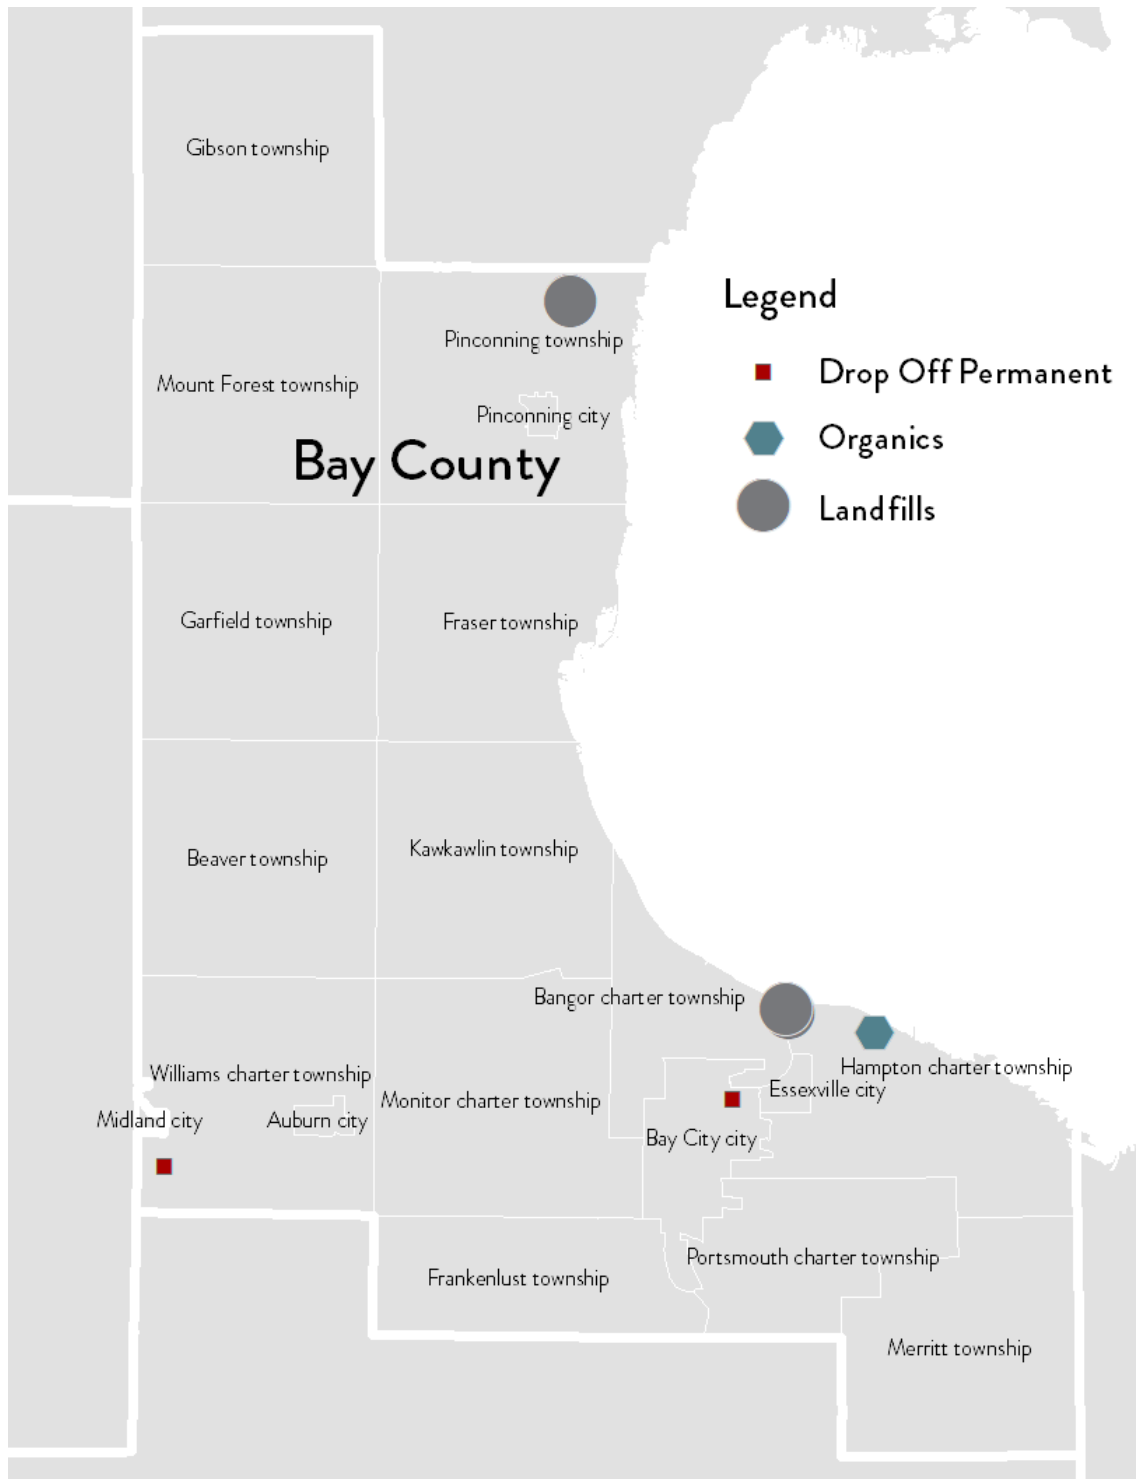 Gibson township
Legend
Pinconning township
Drop Off Permanent
Mount Forest township
Pinconning city
Organics
Bay County
Landfills
Garfield township
Fraser township
Beaver township
Kawkawlin township
Bangor charter township
Hampton charter township
Williams charter township
Essexville city
Monitor charter township
Midland city
Auburn city
Bay City city
Portsmouth charter township
Frankenlust township
Merritt township